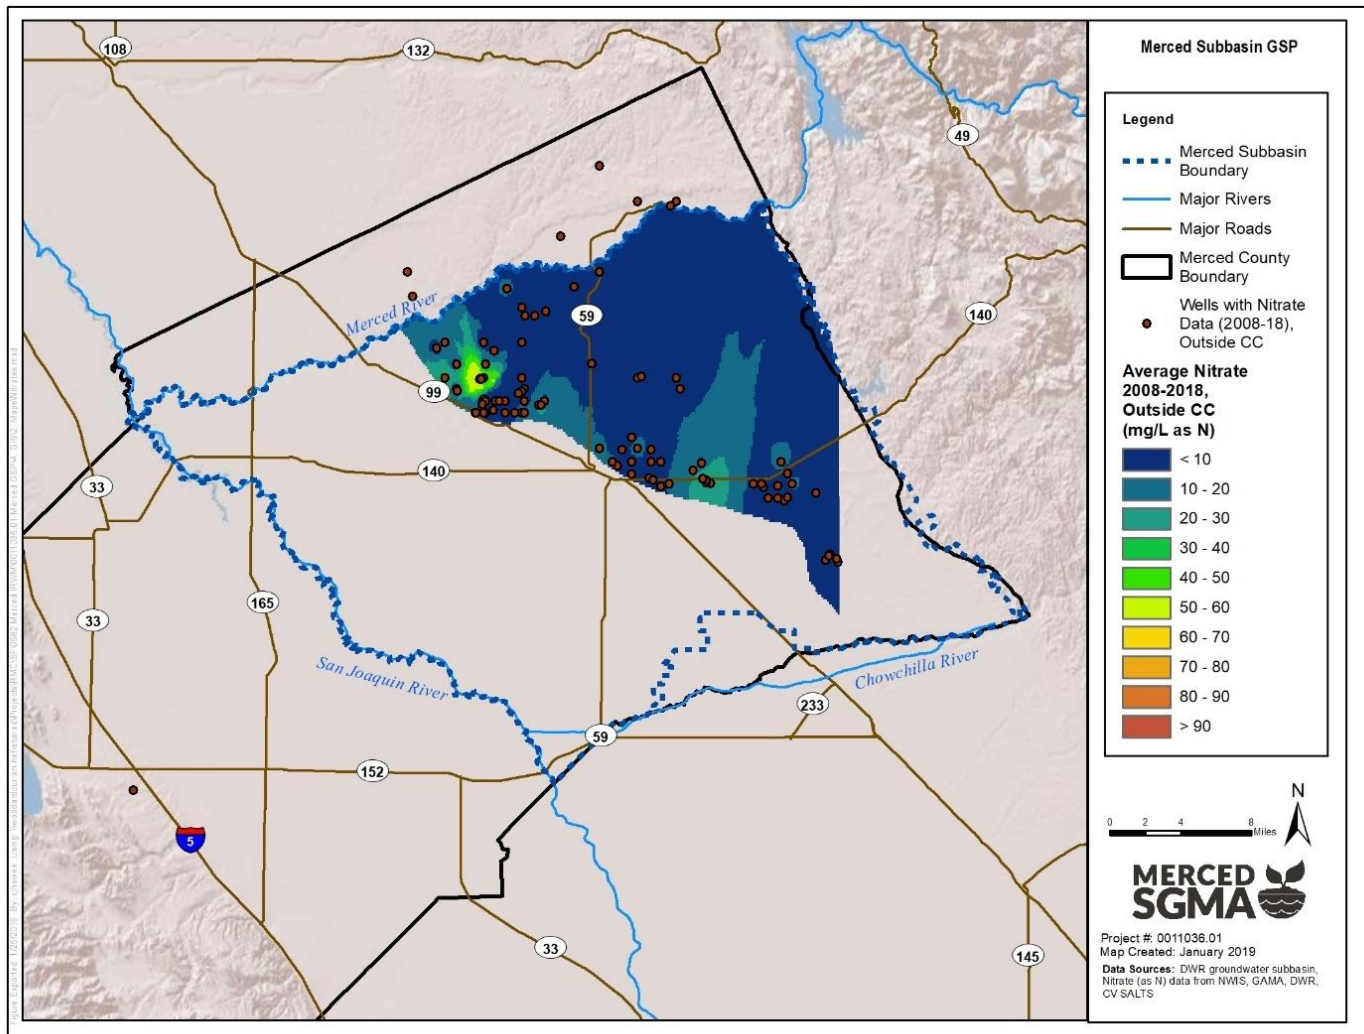 108
132
49
Merced River
59
140
99
140
33
165
33
San Joaquin River
Chowchilla River
233
59
152
5
33
145
Merced Subbasin GSP
Legend
Merced Subbasin
Boundary
Major Rivers
Major Roads
Merced County
Boundary
Wells with Nitrate
Data (2008-18),
Outside CC
Average Nitrate
2008-2018,
Outside CC
(mg/L as N)
< 10
10 - 20
20 - 30
30 - 40
40 - 50
50 - 60
60 - 70
70 - 80
80 - 90
> 90
N
0 2 4 8
Miles
MERCED
SGMA
Project #: 0011036.01
Map Created: January 2019
Data Sources: DWR groundwater subbasin,
Nitrate (as N) data from NWIS, GAMA, DWR,
CV SALTS